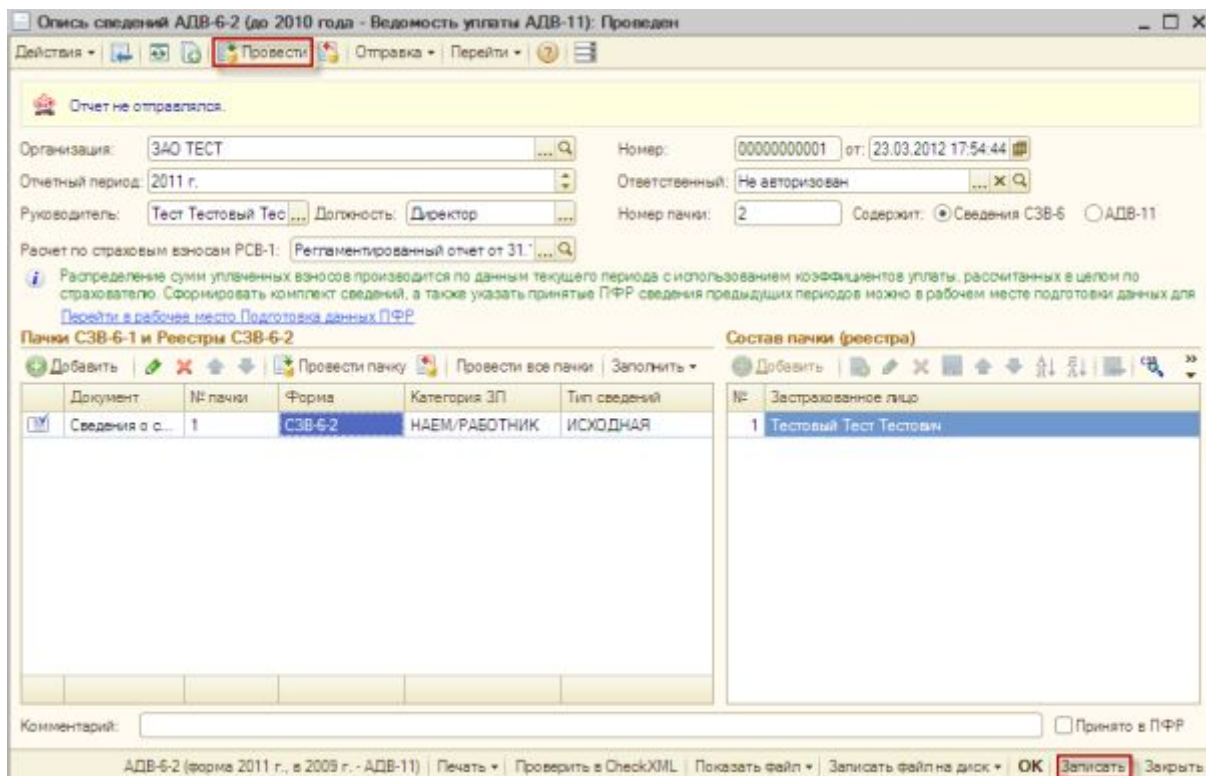 Опись сведений АДВ-6-2 (до 2010 года - Ведомость уплаты АДВ-11): Проведен
Действия Провести Отправка Перейти
Отчет не отправлялся.
Организация: ЗАО ТЕСТ ... Номер: 00000000001 от: 23.03.2012 17:54:44
Отчетный период: 2011 г. Ответственный: Не авторизован ...
Руководитель: Тест Тестовый Тес ... Должность: Директор ... Номер пачки: 2 Содержит: Сведения СЗВ-6 АДВ-11
Расчет по страховым взносам РСВ-1: Регламентированный отчет от 31. ...
Распределение сумм уплаченных взносов производится по данным текущего периода с использованием коэффициентов уплаты, рассчитанных в целом по
страхователю. Сформировать комплект сведений, а также указать принятые ПФР сведения предыдущих периодов можно в рабочем месте подготовки данных для
Перейти в рабочее место Подготовка данных ПФР
Пачки СЗВ-6-1 и Реестры СЗВ-6-2 Состав пачки (реестра)
Добавить Провести пачку Провести все пачки Заполнить Добавить
Документ № пачки Форма Категория ЗЛ Тип сведений № Застрахованное лицо
Сведения о с... 1 СЗВ-6-2 НАЕМ/РАБОТНИК ИСХОДНАЯ 1 Тестовый Тест Тестович
Комментарий: Принято в ПФР
АДВ-6-2 (форма 2011 г., в 2009 г. - АДВ-11) Печать Проверить в CheckXML Показать файл Записать файл на диск OK Записать Закрыть